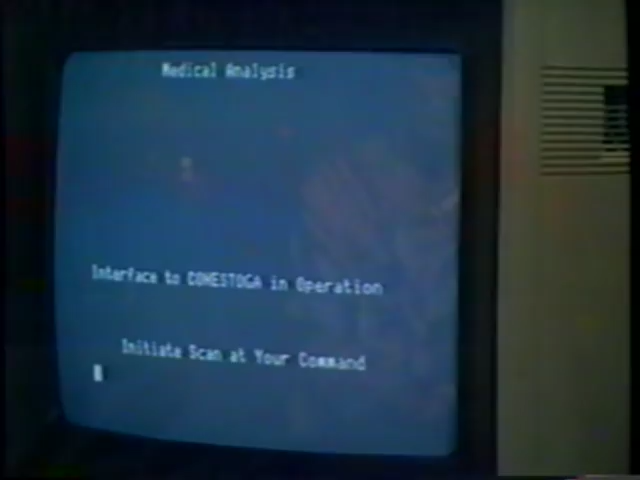 Medical Analysis
Interface to CONESTOGA in Operation
Initiate Scan at Your Command